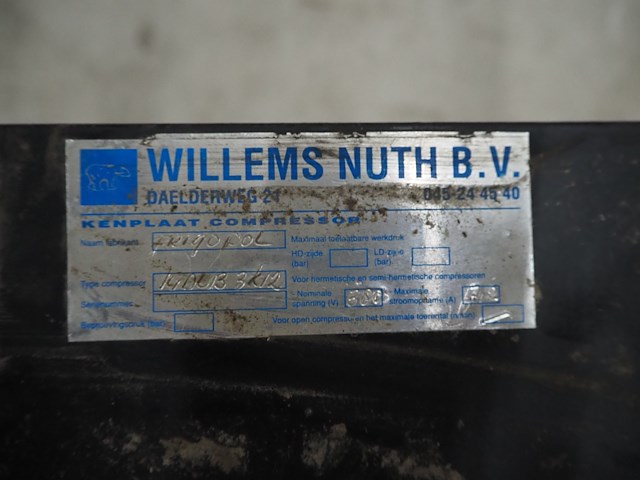 WILLEMS NUTH B.V.
DAELDERWEG 21 045-24 45 40
KENPLAAT COMPRESSOR
Naam fabrikant FRIGOPOL Maximaal toelaatbare werkdruk
HD-zijde (bar) LD-zijde (bar)
Type compressor Voor hermetische en semi-hermetische compressoren
Serienummer - Nominale spanning (V) - Maximale stroomopname (A)
Beproevingsdruk (bar) Voor open compressoren het maximale toerental (n/min)